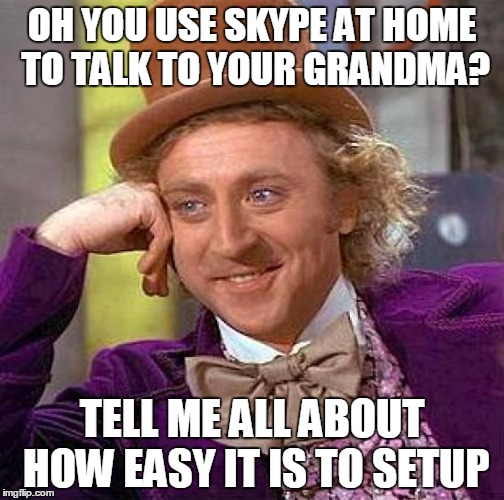 OH YOU USE SKYPE AT HOME
TO TALK TO YOUR GRANDMA?
TELL ME ALL ABOUT
HOW EASY IT IS TO SETUP
imgflip.com